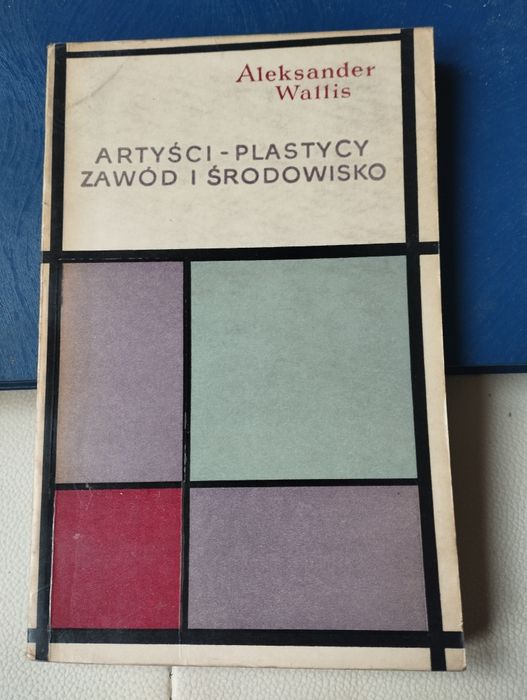 Aleksander
Wallis
ARTYŚCI - PLASTYCY
ZAWÓD I ŚRODOWISKO